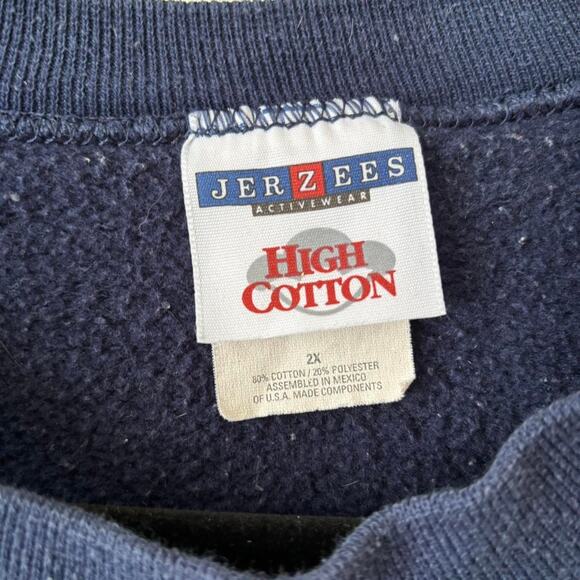 JERZEES
ACTIVEWEAR
HIGH
COTTON
2X
80% COTTON / 20% POLYESTER
ASSEMBLED IN MEXICO
OF U.S.A. MADE COMPONENTS